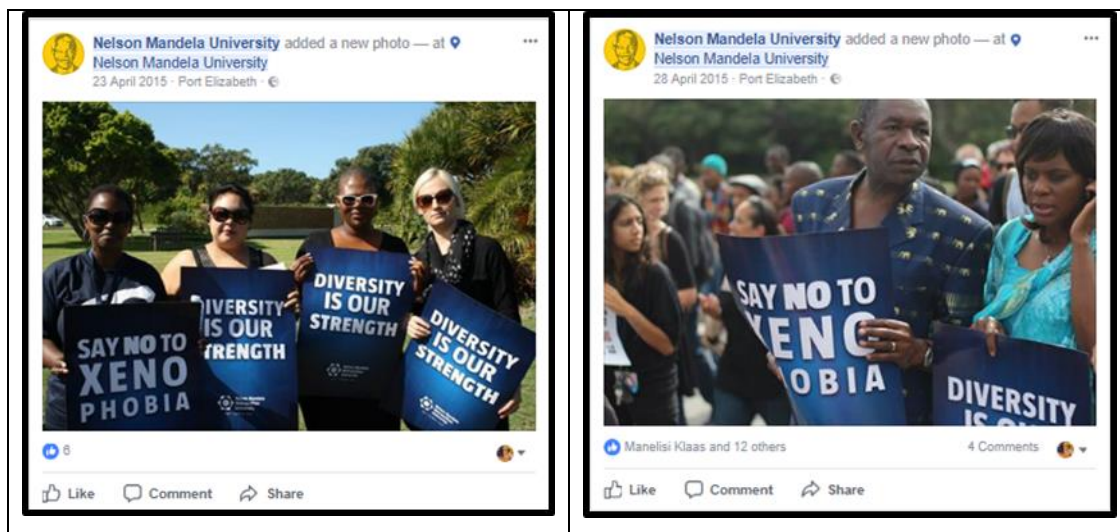 Nelson Mandela University added a new photo — at
Nelson Mandela University
23 April 2015 · Port Elizabeth ·
SAY NO TO
XENO
PHOBIA
DIVERSITY
IS OUR
TRENGTH
DIVERSITY
IS OUR
STRENGTH
DIVERSITY
IS OUR
STRENGTH
6
Like Comment Share
Nelson Mandela University added a new photo — at
Nelson Mandela University
28 April 2015 · Port Elizabeth ·
SAY NO TO
XENO
OBIA
DIVERSITY
IS OU
Manelisi Klaas and 12 others 4 Comments
Like Comment Share